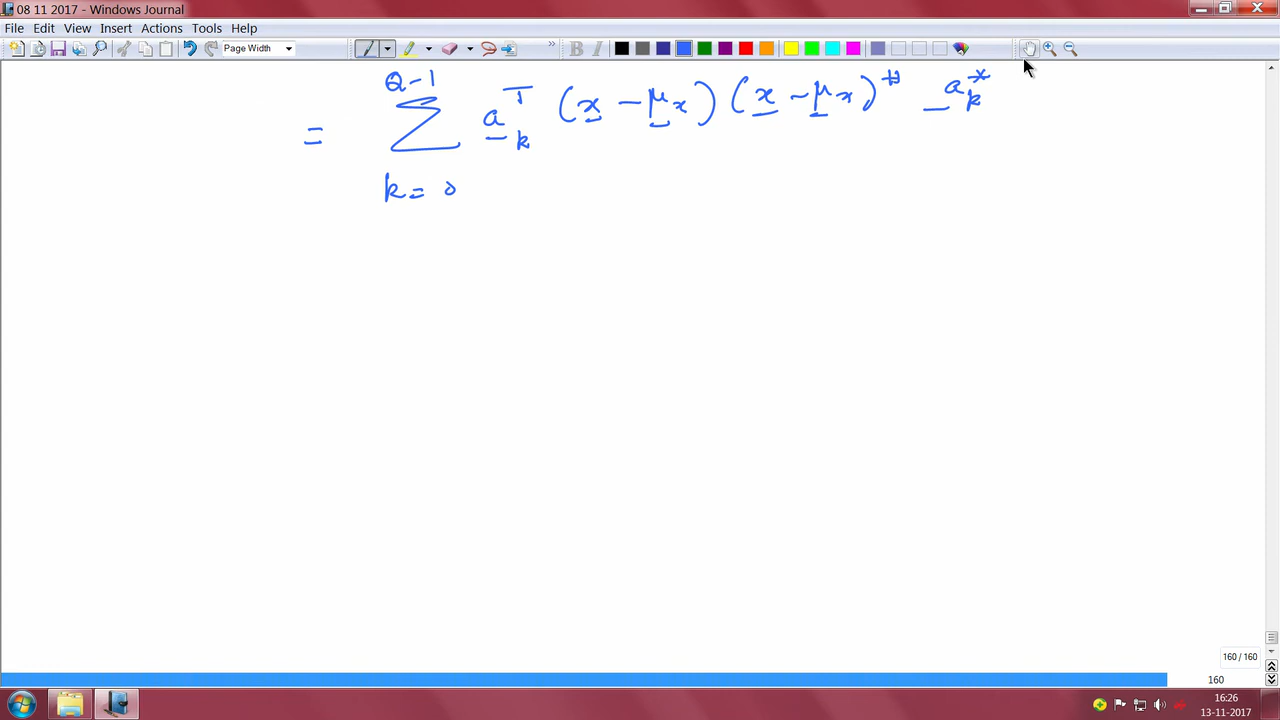 08 11 2017 - Windows Journal
File Edit View Insert Actions Tools Help
Page Width
= Q-1 ∑ k=0 a_k^T (x - μ_x) (x - μ_x)^H a_k^*
160 / 160
160
16:26
13-11-2017